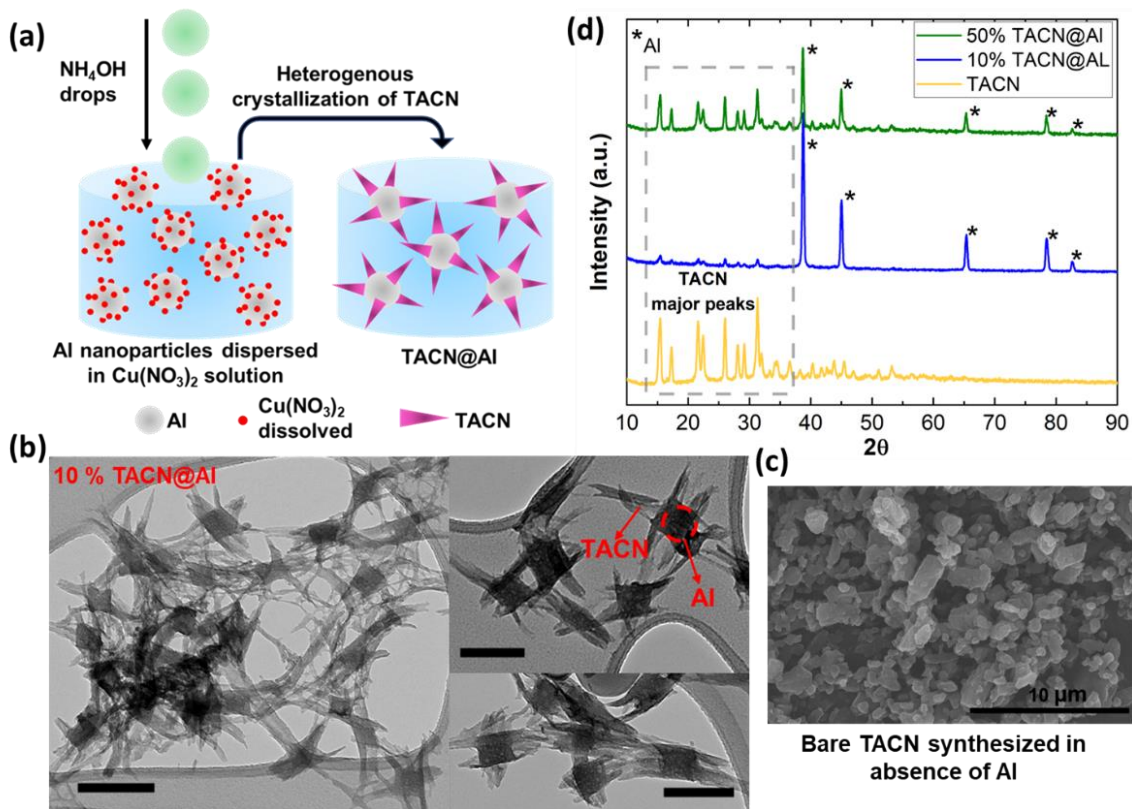 (a)
NH₄OH
drops
Heterogenous
crystallization of TACN
Al nanoparticles dispersed
in Cu(NO₃)₂ solution
TACN@Al
Al
Cu(NO₃)₂
dissolved
TACN
(d)
*Al
50% TACN@Al
10% TACN@AL
TACN
* * * * *
* * * * *
TACN
major peaks
Intensity (a.u.)
10 20 30 40 50 60 70 80 90
2θ
(b)
10 % TACN@Al
TACN
Al
(c)
10 µm
Bare TACN synthesized in
absence of Al